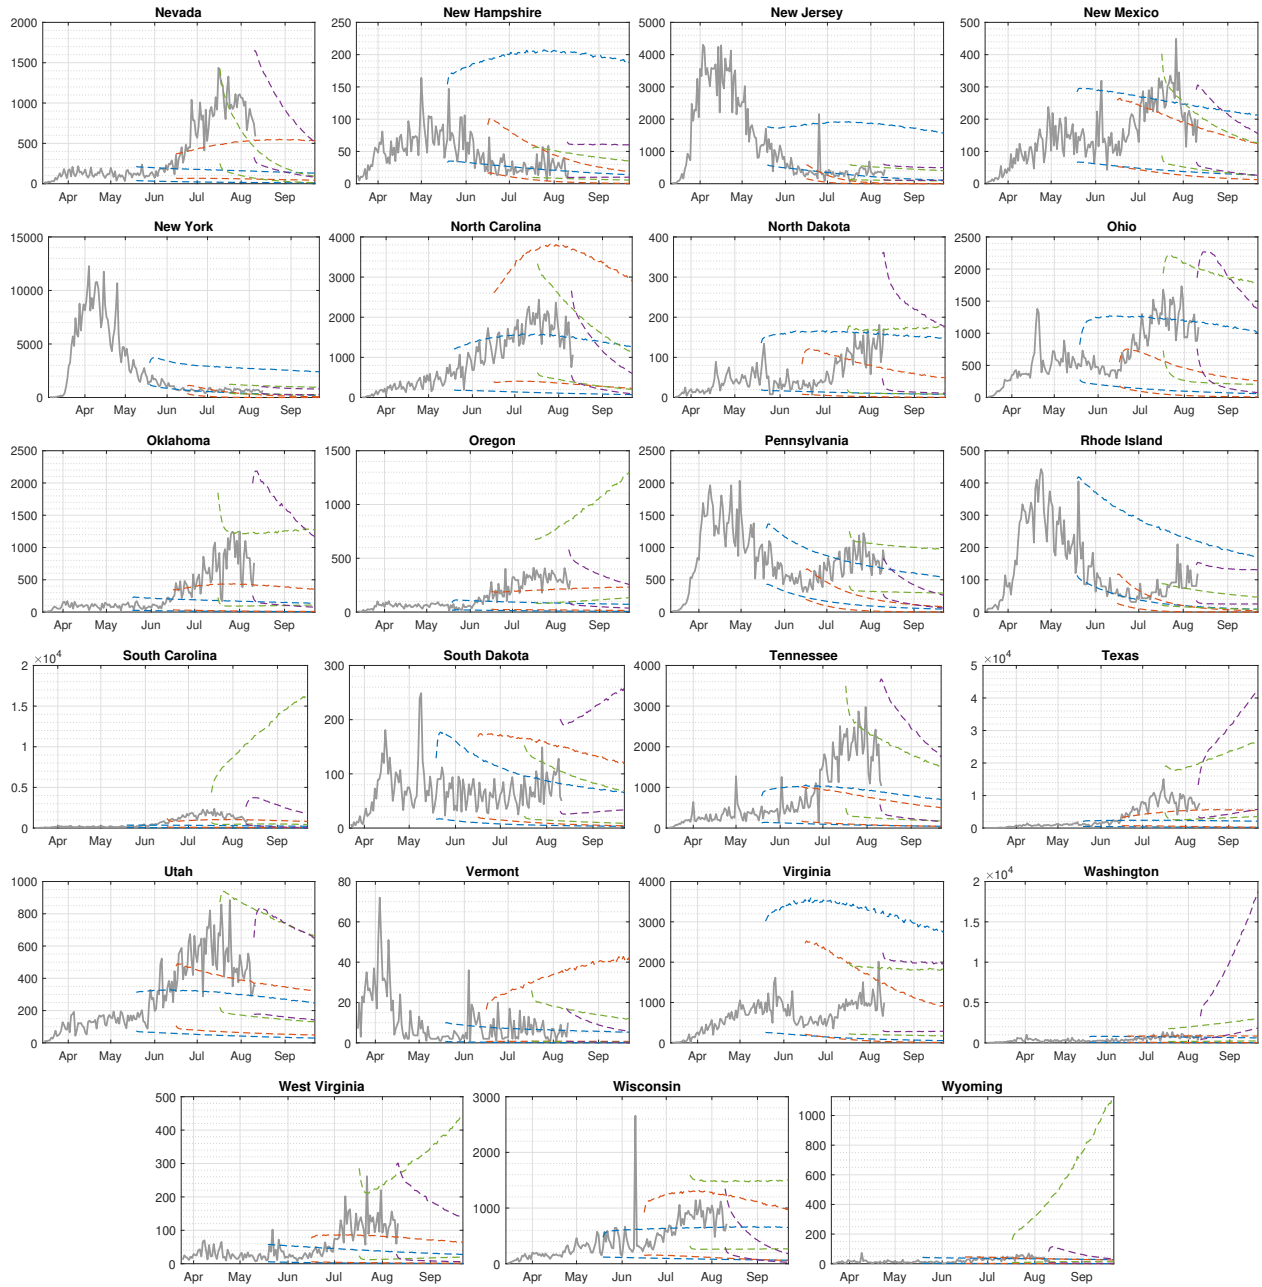 Nevada New Hampshire New Jersey New Mexico
2000 250 5000 500
1500 200 4000 400
150 3000 300
1000 100 2000 200
500 50 1000 100
0 0 0 0
Apr May Jun Jul Aug Sep Apr May Jun Jul Aug Sep Apr May Jun Jul Aug Sep Apr May Jun Jul Aug Sep
New York North Carolina North Dakota Ohio
15000 4000 400 2500
10000 3000 300 2000
2000 200 1500
5000 1000 100 1000
500
0 0 0 0
Apr May Jun Jul Aug Sep Apr May Jun Jul Aug Sep Apr May Jun Jul Aug Sep Apr May Jun Jul Aug Sep
Oklahoma Oregon Pennsylvania Rhode Island
2500 1500 2500 500
2000 1000 2000 400
1500 1500 300
1000 500 1000 200
500 500 100
0 0 0 0
Apr May Jun Jul Aug Sep Apr May Jun Jul Aug Sep Apr May Jun Jul Aug Sep Apr May Jun Jul Aug Sep
South Carolina South Dakota Tennessee Texas
×10^4 ×10^4
2 300 4000 5
1.5 200 3000 4
1 2000 3
0.5 100 1000 2
1
0 0 0 0
Apr May Jun Jul Aug Sep Apr May Jun Jul Aug Sep Apr May Jun Jul Aug Sep Apr May Jun Jul Aug Sep
Utah Vermont Virginia Washington
×10^4
1000 80 4000 2
800 60 3000 1.5
600 40 2000 1
400 20 1000 0.5
200
0 0 0 0
Apr May Jun Jul Aug Sep Apr May Jun Jul Aug Sep Apr May Jun Jul Aug Sep Apr May Jun Jul Aug Sep
West Virginia Wisconsin Wyoming
500 3000 1000
400 2000 800
300 600
200 1000 400
100 200
0 0 0
Apr May Jun Jul Aug Sep Apr May Jun Jul Aug Sep Apr May Jun Jul Aug Sep